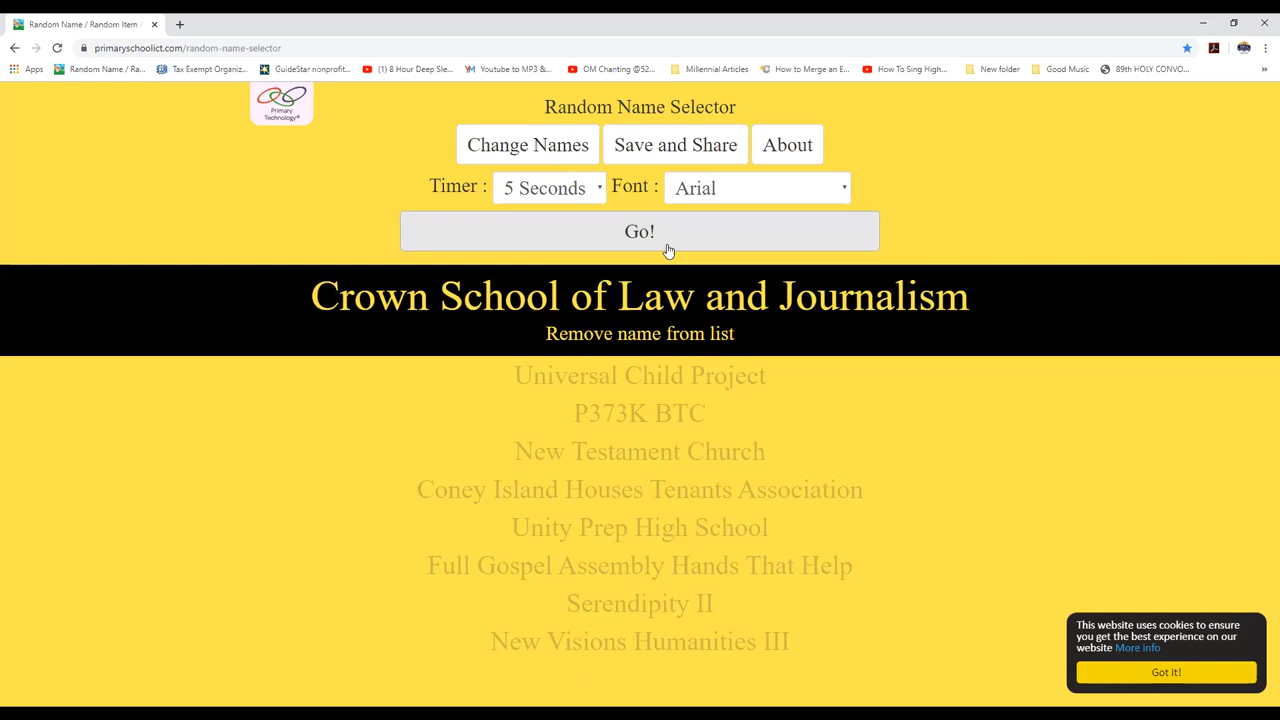 Random Name / Random Item /
primaryschoolict.com/random-name-selector
Apps
Random Name / Ra...
Tax Exempt Organiz...
GuideStar nonprofit...
(1) 8 Hour Deep Sle...
Youtube to MP3 &...
OM Chanting @52...
Millennial Articles
How to Merge an E...
How To Sing High...
New folder
Good Music
89th HOLY CONVO...
»
Primary
Technology®
Random Name Selector
Change Names
Save and Share
About
Timer : 5 Seconds Font : Arial
Go!
Crown School of Law and Journalism
Remove name from list
Universal Child Project
P373K BTC
New Testament Church
Coney Island Houses Tenants Association
Unity Prep High School
Full Gospel Assembly Hands That Help
Serendipity II
New Visions Humanities III
This website uses cookies to ensure
you get the best experience on our
website More info
Got it!